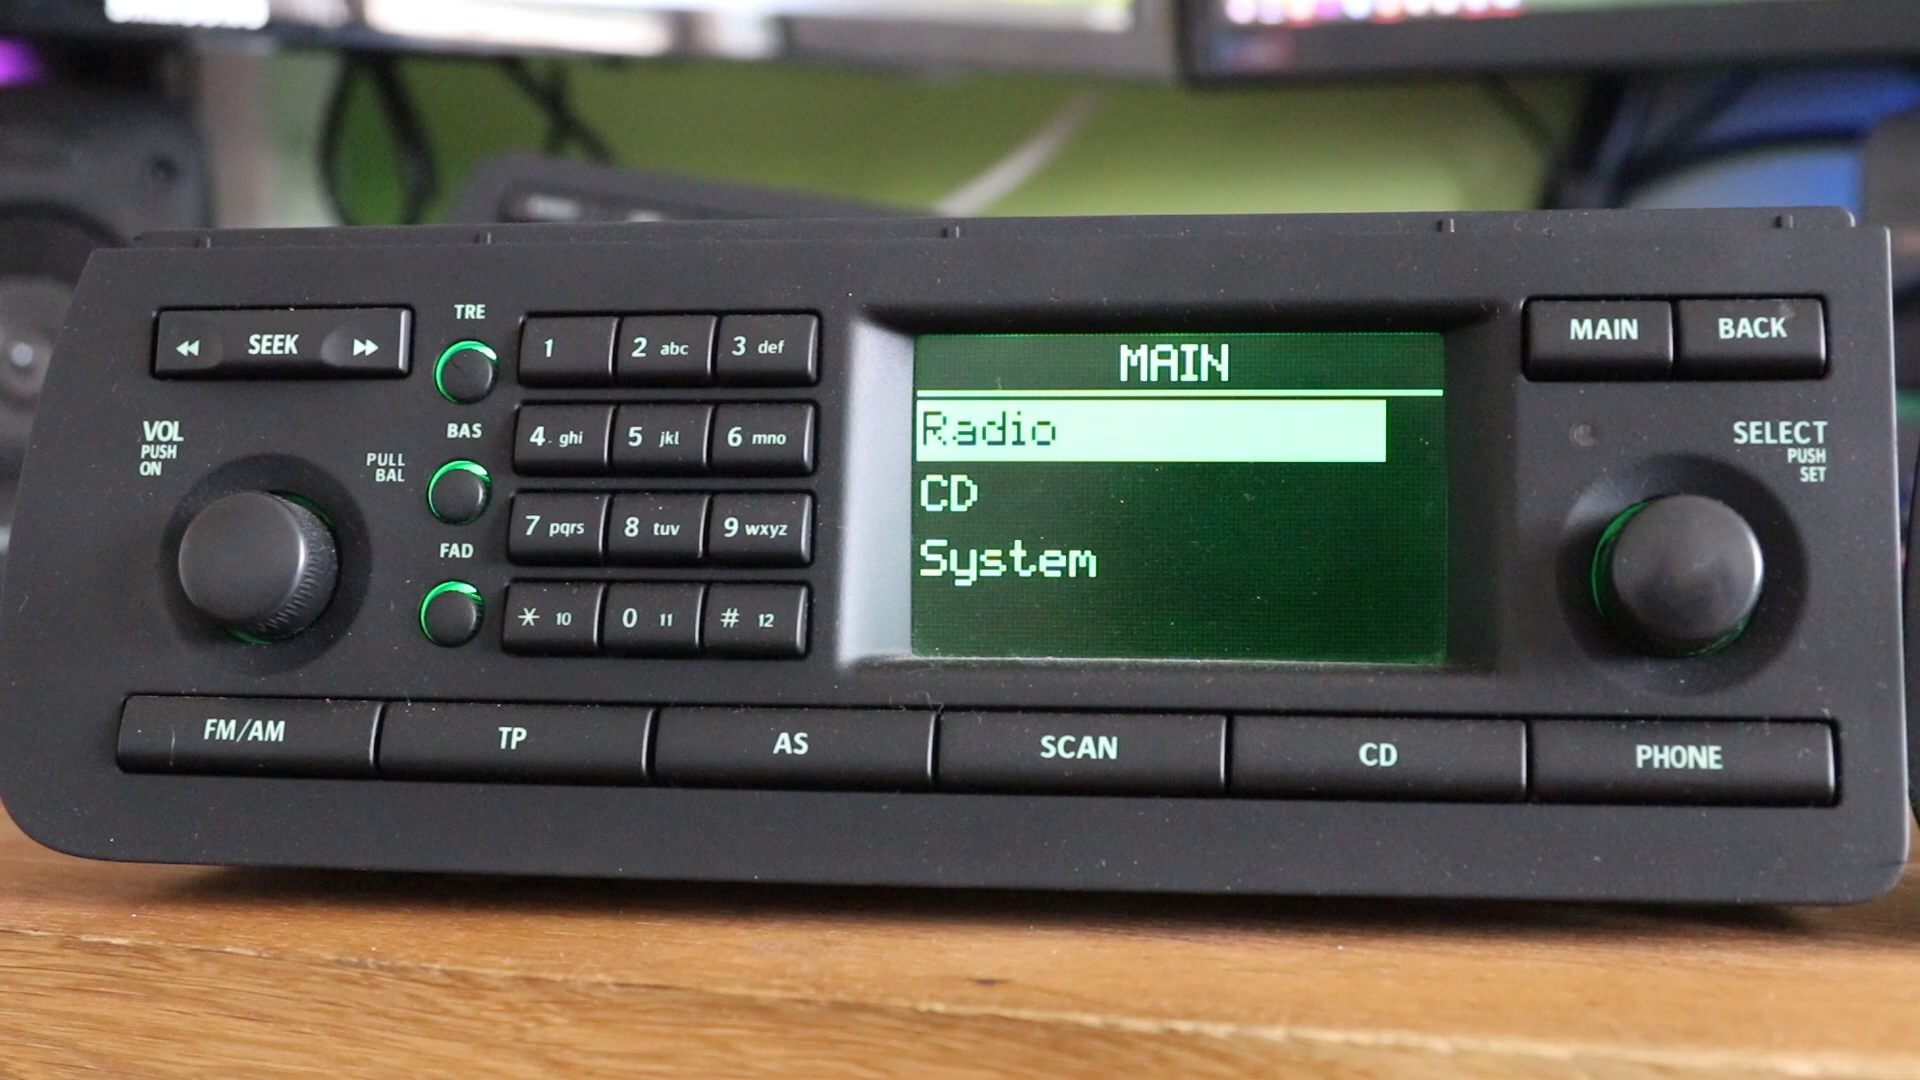 SEEK
TRE
VOL
PUSH
ON
BAS
PULL
BAL
FAD
1
2 abc
3 def
4 ghi
5 jkl
6 mno
7 pqrs
8 tuv
9 wxyz
* 10
0 11
# 12
MAIN
Radio
CD
System
MAIN
BACK
SELECT
PUSH
SET
FM/AM
TP
AS
SCAN
CD
PHONE